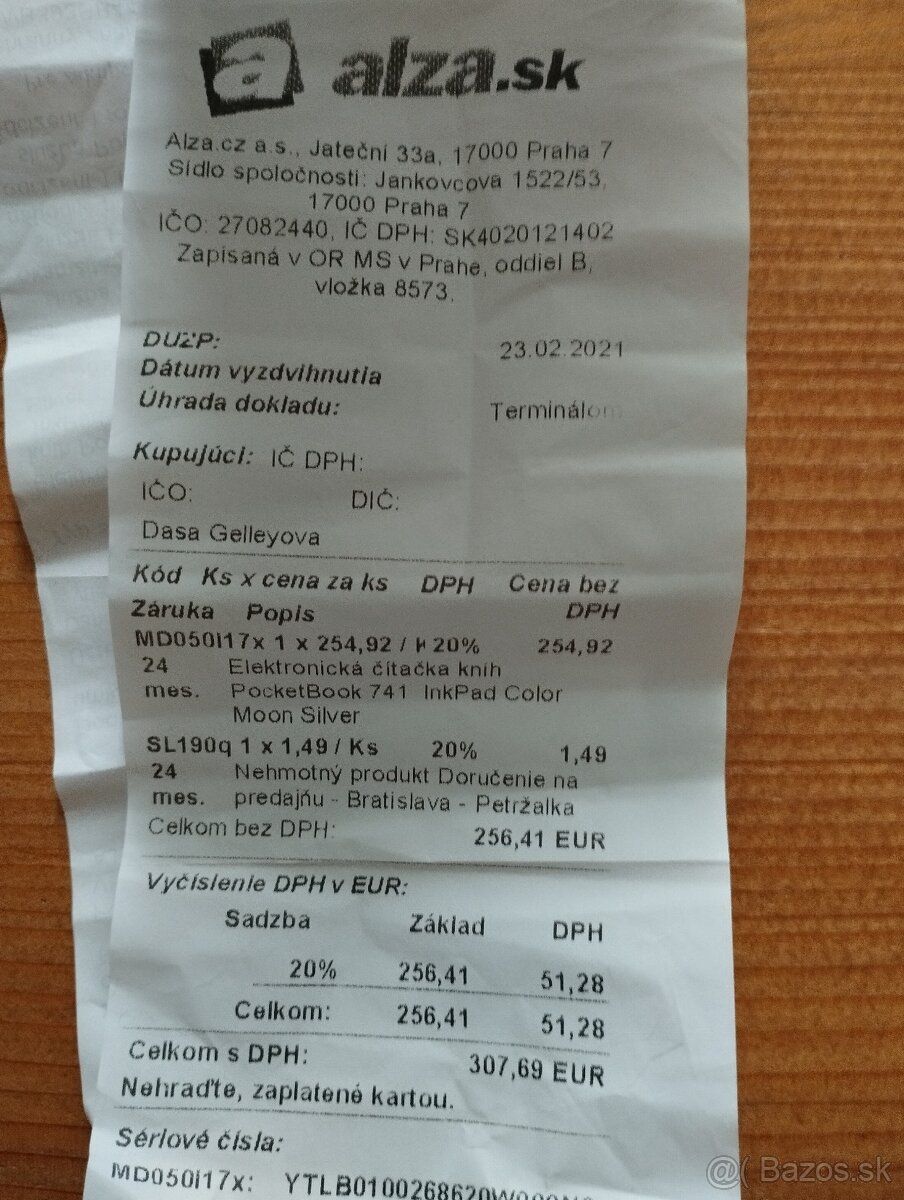 a alza.sk
Alza.cz a.s., Jateční 33a, 17000 Praha 7
Sídlo spoločnosti: Jankovcova 1522/53,
17000 Praha 7
IČO: 27082440, IČ DPH: SK4020121402
Zapísaná v OR MS v Prahe, oddiel B,
vložka 8573.
DUZP: 23.02.2021
Dátum vyzdvihnutia
Úhrada dokladu: Terminálom
Kupujúci: IČ DPH:
IČO: DIČ:
Dasa Gelleyova
Kód Ks x cena za ks DPH Cena bez
Záruka Popis DPH
MD050i17x 1 x 254,92 / K 20% 254,92
24 Elektronická čítačka kníh
mes. PocketBook 741 InkPad Color
Moon Silver
SL190q 1 x 1,49 / Ks 20% 1,49
24 Nehmotný produkt Doručenie na
mes. predajňu - Bratislava - Petržalka
Celkom bez DPH: 256,41 EUR
Vyčíslenie DPH v EUR:
Sadzba Základ DPH
20% 256,41 51,28
Celkom: 256,41 51,28
Celkom s DPH: 307,69 EUR
Nehraďte, zaplatené kartou.
Sériové čísla:
MD050i17x:
@( Bazos.sk